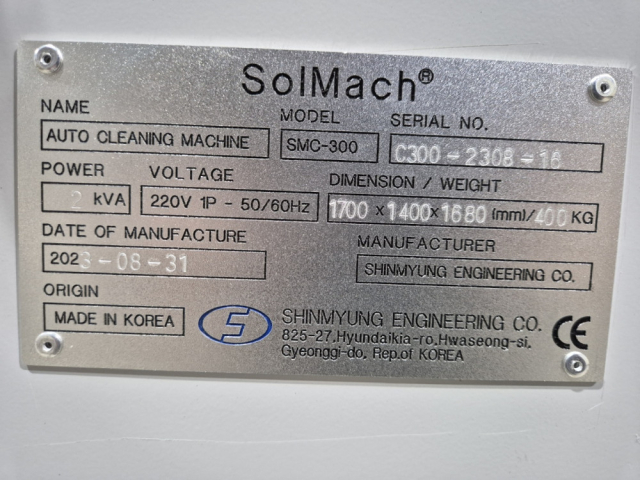 SolMach®
NAME
MODEL
SERIAL NO.
AUTO CLEANING MACHINE
SMC-300
C300-2308-16
POWER
VOLTAGE
DIMENSION / WEIGHT
2 kVA
220V 1P - 50/60Hz
1700 x 1400 x 1680 (mm)/ 400 KG
DATE OF MANUFACTURE
MANUFACTURER
2023-08-31
SHINMYUNG ENGINEERING CO.
ORIGIN
MADE IN KOREA
S
SHINMYUNG ENGINEERING CO.
825-27,Hyundaikia-ro,Hwaseong-si,
Gyeonggi-do, Rep.of KOREA
CE